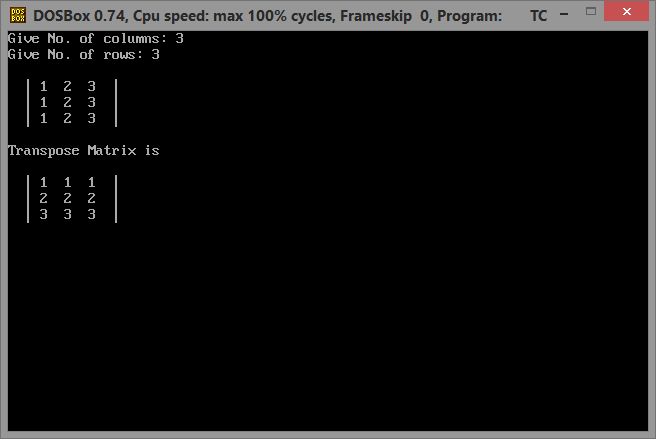 DOS BOX DOSBox 0.74, Cpu speed: max 100% cycles, Frameskip 0, Program: TC
Give No. of columns: 3
Give No. of rows: 3
| 1 2 3 |
| 1 2 3 |
| 1 2 3 |
Transpose Matrix is
| 1 1 1 |
| 2 2 2 |
| 3 3 3 |